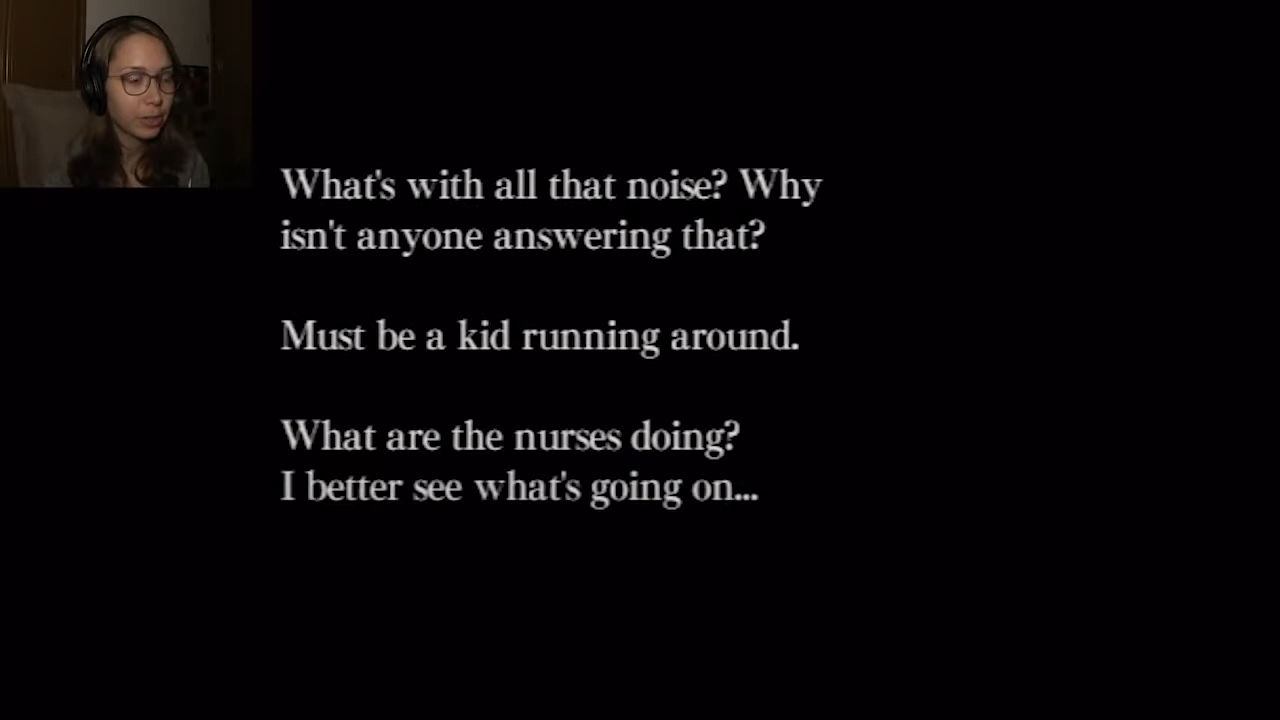 What's with all that noise? Why
isn't anyone answering that?
Must be a kid running around.
What are the nurses doing?
I better see what's going on...